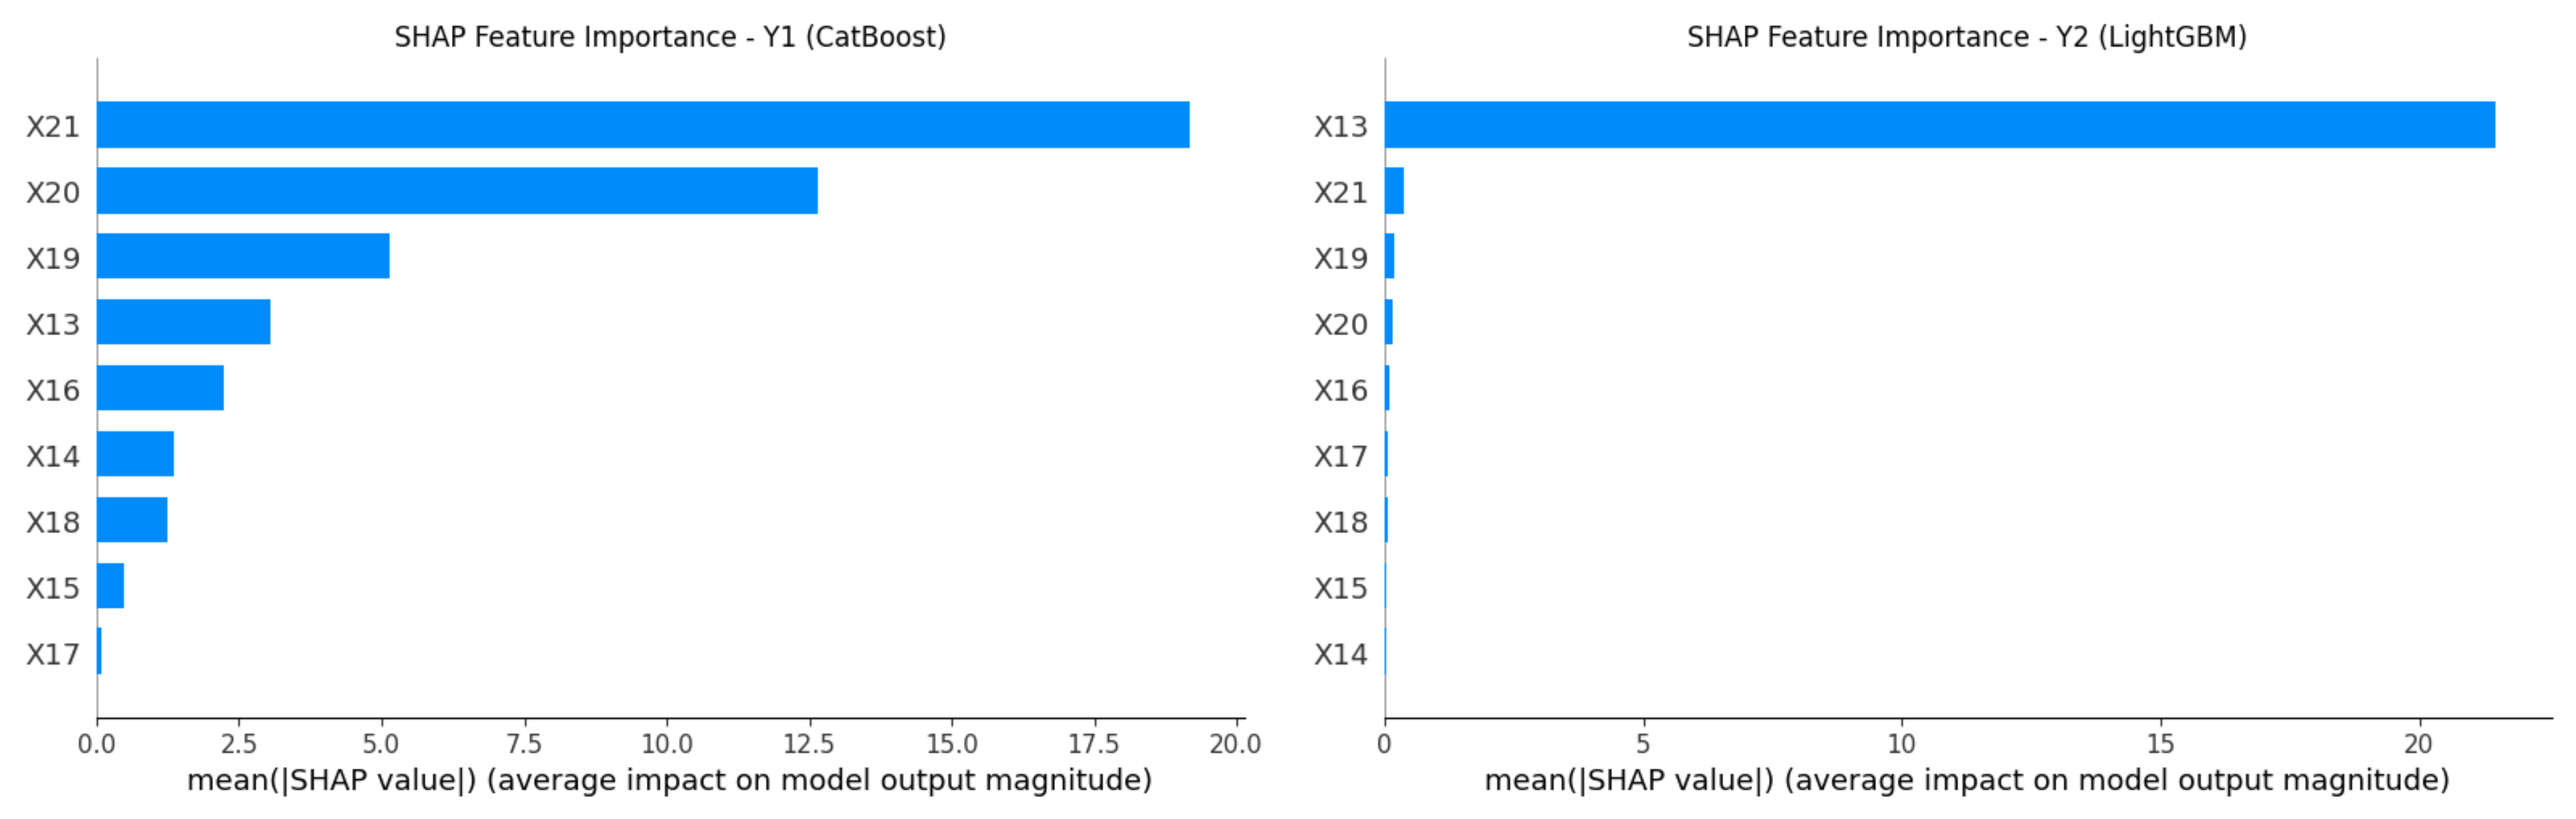 SHAP Feature Importance - Y1 (CatBoost)
X21
X20
X19
X13
X16
X14
X18
X15
X17
0.0 2.5 5.0 7.5 10.0 12.5 15.0 17.5 20.0
mean(|SHAP value|) (average impact on model output magnitude)
SHAP Feature Importance - Y2 (LightGBM)
X13
X21
X19
X20
X16
X17
X18
X15
X14
0 5 10 15 20
mean(|SHAP value|) (average impact on model output magnitude)